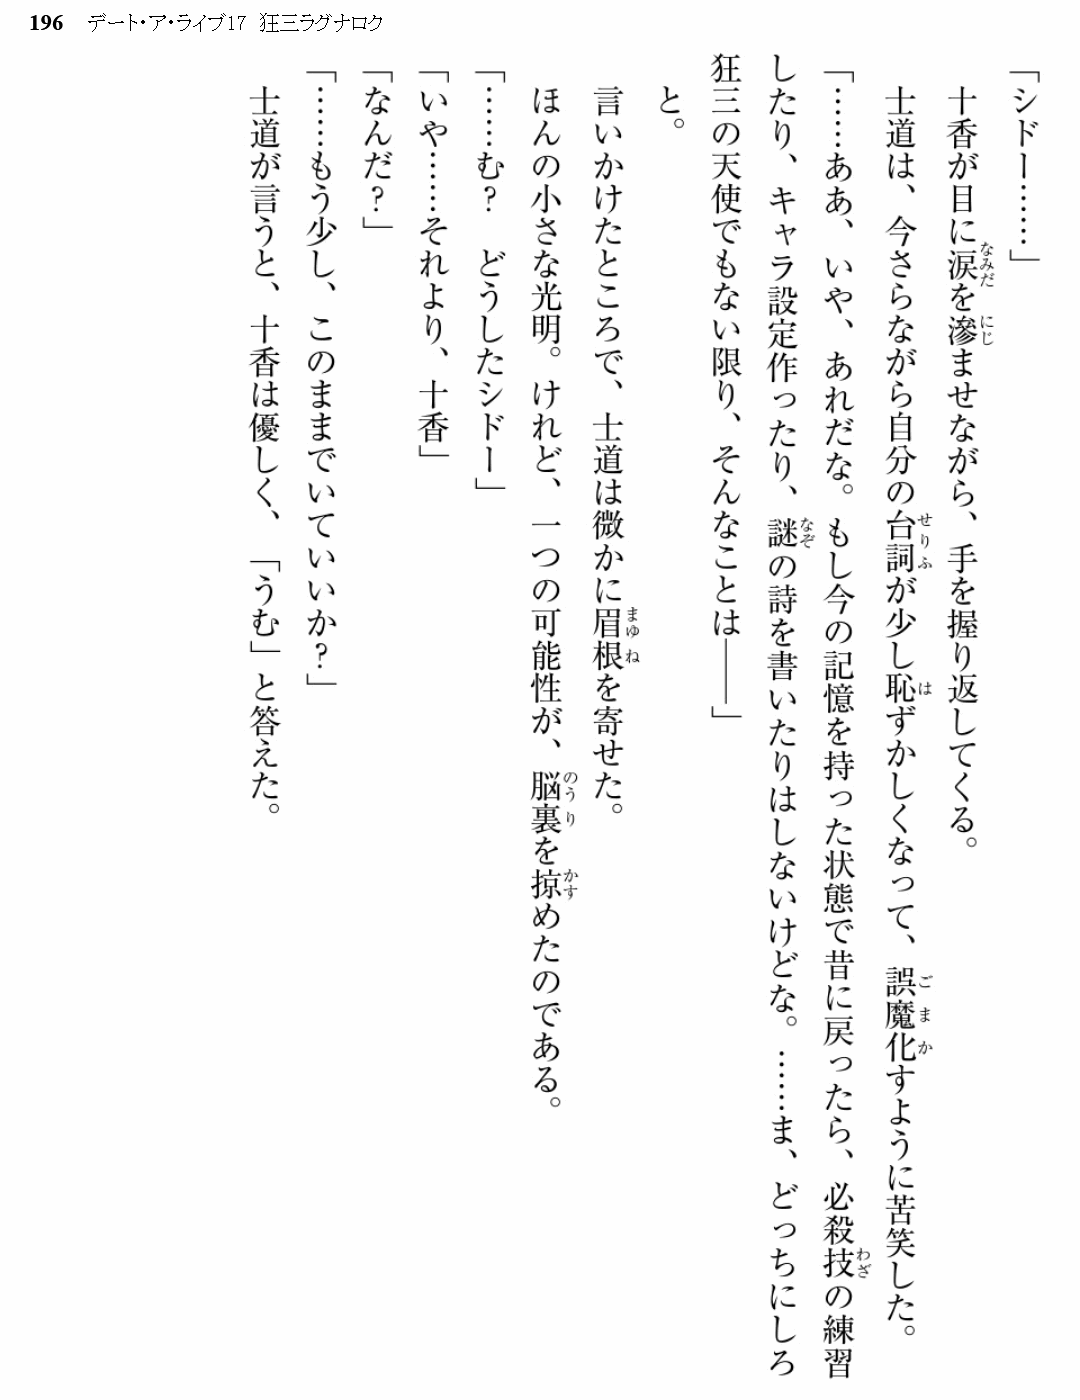 196 デート・ア・ライブ17 狂三ラグナロク
「シドー……」
十香が目に涙を滲ませながら、手を握り返してくる。
士道は、今さらながら自分の台詞が少し恥ずかしくなって、誤魔化すように苦笑した。
「……ああ、いや、あれだな。もし今の記憶を持った状態で昔に戻ったら、必殺技の練習
したり、キャラ設定作ったり、謎の詩を書いたりはしないけどな。……ま、どっちにしろ
狂三の天使でもない限り、そんなことは――」
と。
言いかけたところで、士道は微かに眉根を寄せた。
ほんの小さな光明。けれど、一つの可能性が、脳裏を掠めたのである。
「……む？　どうしたシドー」
「いや……それより、十香」
「なんだ？」
「……もう少し、このままでいていいか？」
士道が言うと、十香は優しく、「うむ」と答えた。